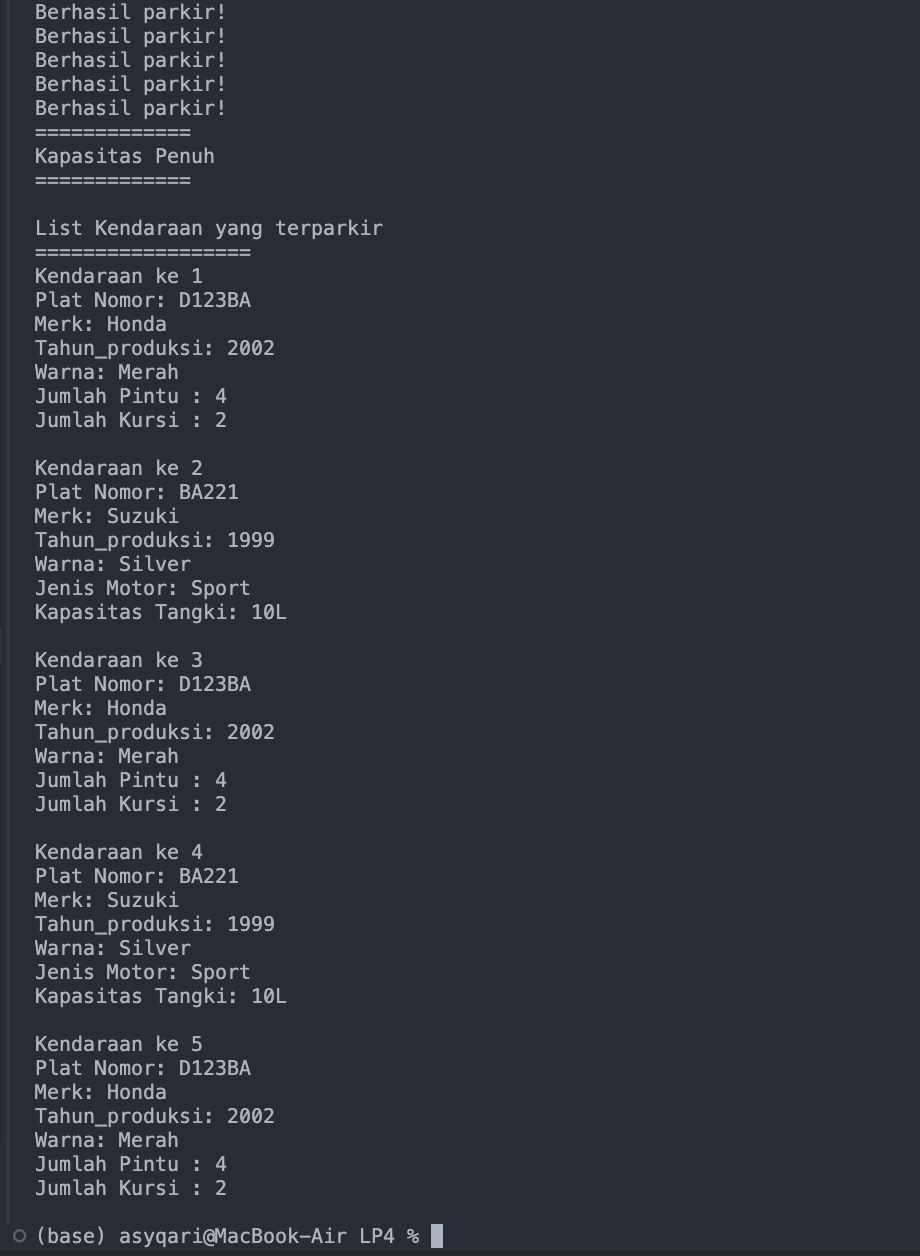 Berhasil parkir!
Berhasil parkir!
Berhasil parkir!
Berhasil parkir!
Berhasil parkir!
=============
Kapasitas Penuh
=============

List Kendaraan yang terparkir
==================
Kendaraan ke 1
Plat Nomor: D123BA
Merk: Honda
Tahun_produksi: 2002
Warna: Merah
Jumlah Pintu : 4
Jumlah Kursi : 2

Kendaraan ke 2
Plat Nomor: BA221
Merk: Suzuki
Tahun_produksi: 1999
Warna: Silver
Jenis Motor: Sport
Kapasitas Tangki: 10L

Kendaraan ke 3
Plat Nomor: D123BA
Merk: Honda
Tahun_produksi: 2002
Warna: Merah
Jumlah Pintu : 4
Jumlah Kursi : 2

Kendaraan ke 4
Plat Nomor: BA221
Merk: Suzuki
Tahun_produksi: 1999
Warna: Silver
Jenis Motor: Sport
Kapasitas Tangki: 10L

Kendaraan ke 5
Plat Nomor: D123BA
Merk: Honda
Tahun_produksi: 2002
Warna: Merah
Jumlah Pintu : 4
Jumlah Kursi : 2

(base) asyqari@MacBook-Air LP4 %